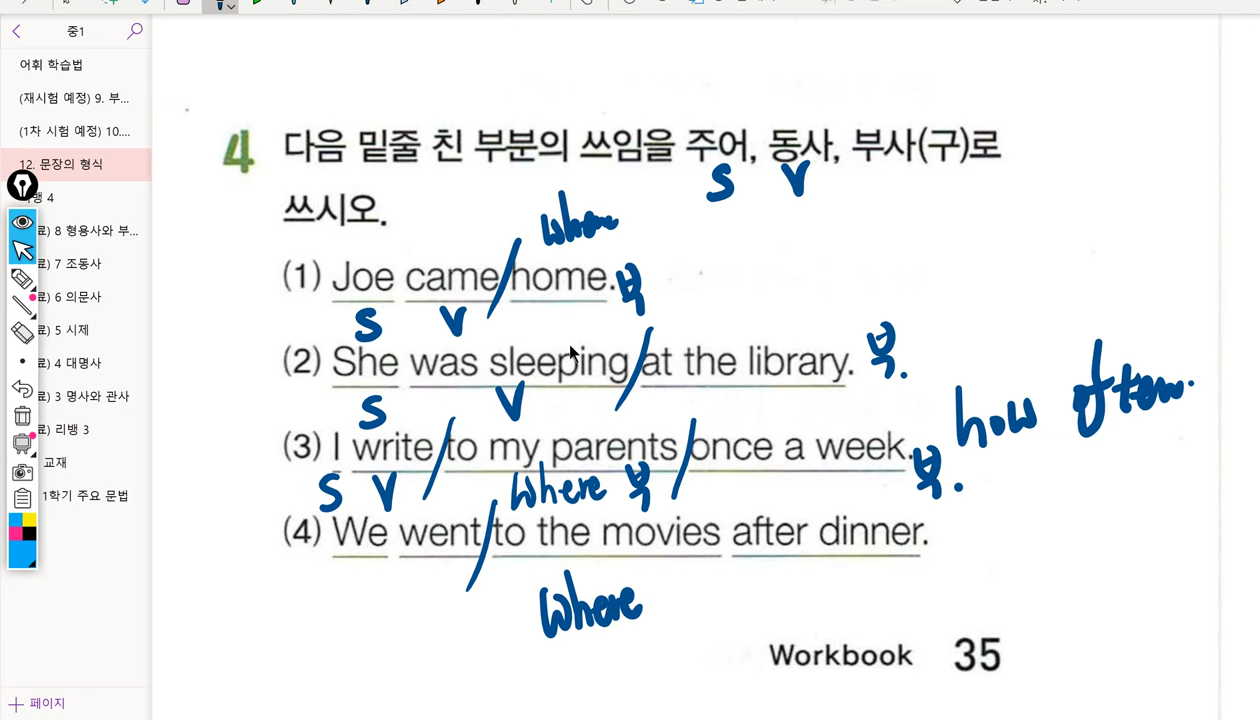 중1
어휘 학습법
(재시험 예정) 9. 부...
(1차 시험 예정) 10....
12. 문장의 형식
4
료) 8 형용사와 부...
료) 7 조동사
료) 6 의문사
료) 5 시제
료) 4 대명사
료) 3 명사와 관사
료) 리뱅 3
교재
1학기 주요 문법
페이지
4 다음 밑줄 친 부분의 쓰임을 주어, 동사, 부사(구)로
S V
쓰시오.
where
(1) Joe came/home. 부
S V
(2) She was sleeping/at the library. 부.
S V
how often.
(3) I write/to my parents/once a week. 부.
S V where 부
(4) We went/to the movies after dinner.
where
Workbook 35